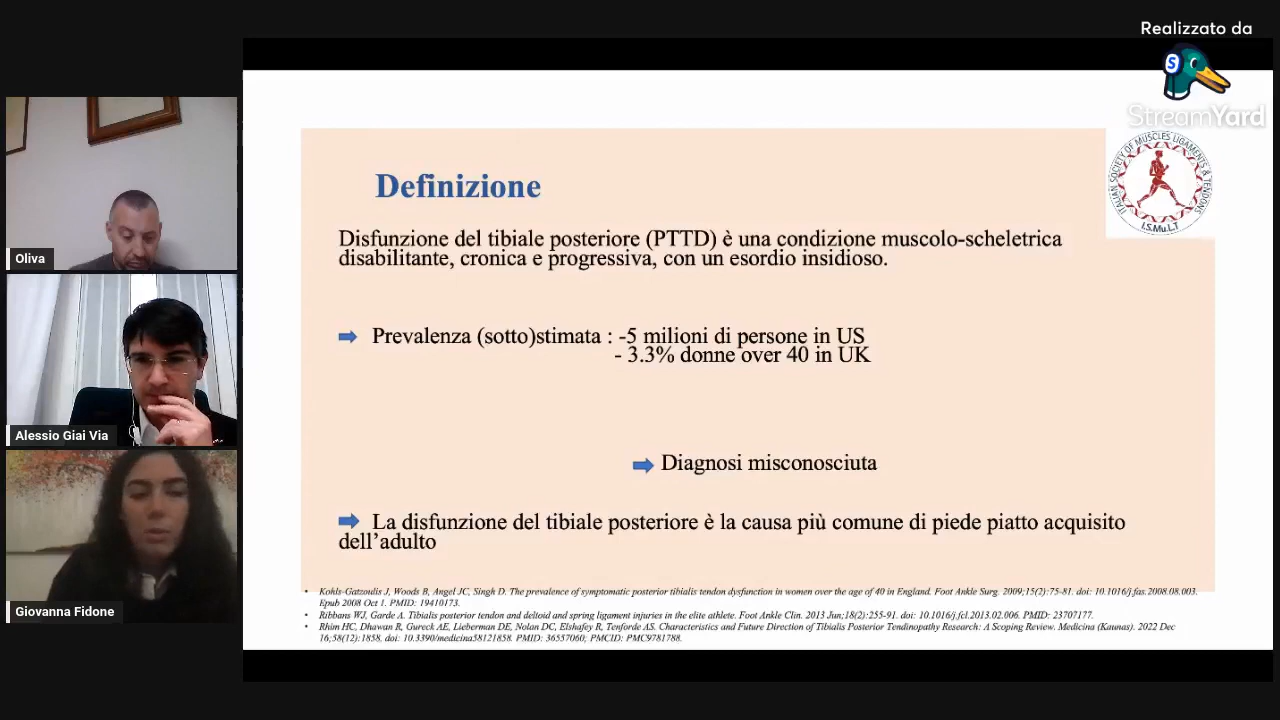 Realizzato da
StreamYard
ITALIAN SOCIETY OF MUSCLES LIGAMENTS & TENDONS
I.S.Mu.L.T
Definizione
Disfunzione del tibiale posteriore (PTTD) è una condizione muscolo-scheletrica
disabilitante, cronica e progressiva, con un esordio insidioso.
Prevalenza (sotto)stimata : -5 milioni di persone in US
- 3.3% donne over 40 in UK
Diagnosi misconosciuta
La disfunzione del tibiale posteriore è la causa più comune di piede piatto acquisito
dell’adulto
• Kohls-Gatzoulis J, Woods B, Angel JC, Singh D. The prevalence of symptomatic posterior tibialis tendon dysfunction in women over the age of 40 in England. Foot Ankle Surg. 2009;15(2):75-81. doi: 10.1016/j.fas.2008.08.003.
Epub 2008 Oct 1. PMID: 19410173.
• Ribbans WJ, Garde A. Tibialis posterior tendon and deltoid and spring ligament injuries in the elite athlete. Foot Ankle Clin. 2013 Jun;18(2):255-91. doi: 10.1016/j.fcl.2013.02.006. PMID: 23707177.
• Rhim HC, Dhawan R, Gureck AE, Lieberman DE, Nolan DC, Elshafey R, Tenforde AS. Characteristics and Future Direction of Tibialis Posterior Tendinopathy Research: A Scoping Review. Medicina (Kaunas). 2022 Dec
16;58(12):1858. doi: 10.3390/medicina58121858. PMID: 36557060; PMCID: PMC9781788.
Oliva
Alessio Giai Via
Giovanna Fidone